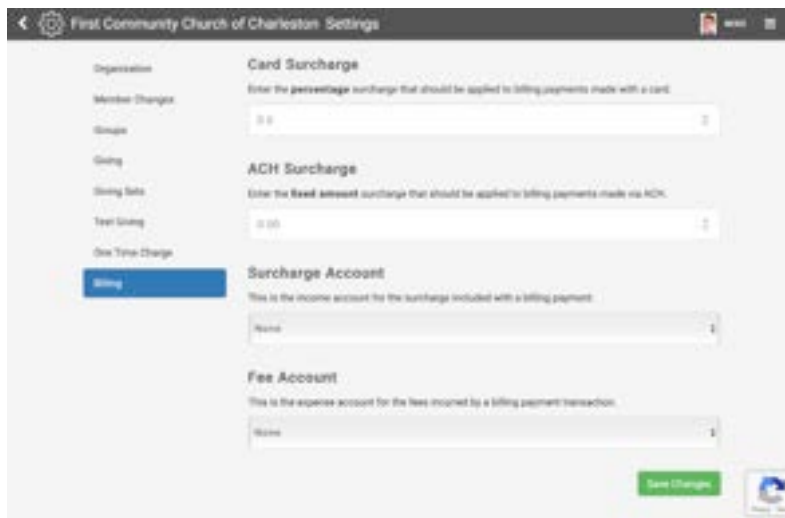 First Community Church of Charleston Settings
Organization
Member Changes
Groups
Giving
Giving Sets
Text Giving
One Time Charge
Billing
Card Surcharge
Enter the percentage surcharge that should be applied to billing payments made with a card.
0.0
ACH Surcharge
Enter the fixed amount surcharge that should be applied to billing payments made via ACH.
0.00
Surcharge Account
This is the income account for the surcharge included with a billing payment.
None
Fee Account
This is the expense account for the fees incurred by a billing payment transaction.
None
Save Changes